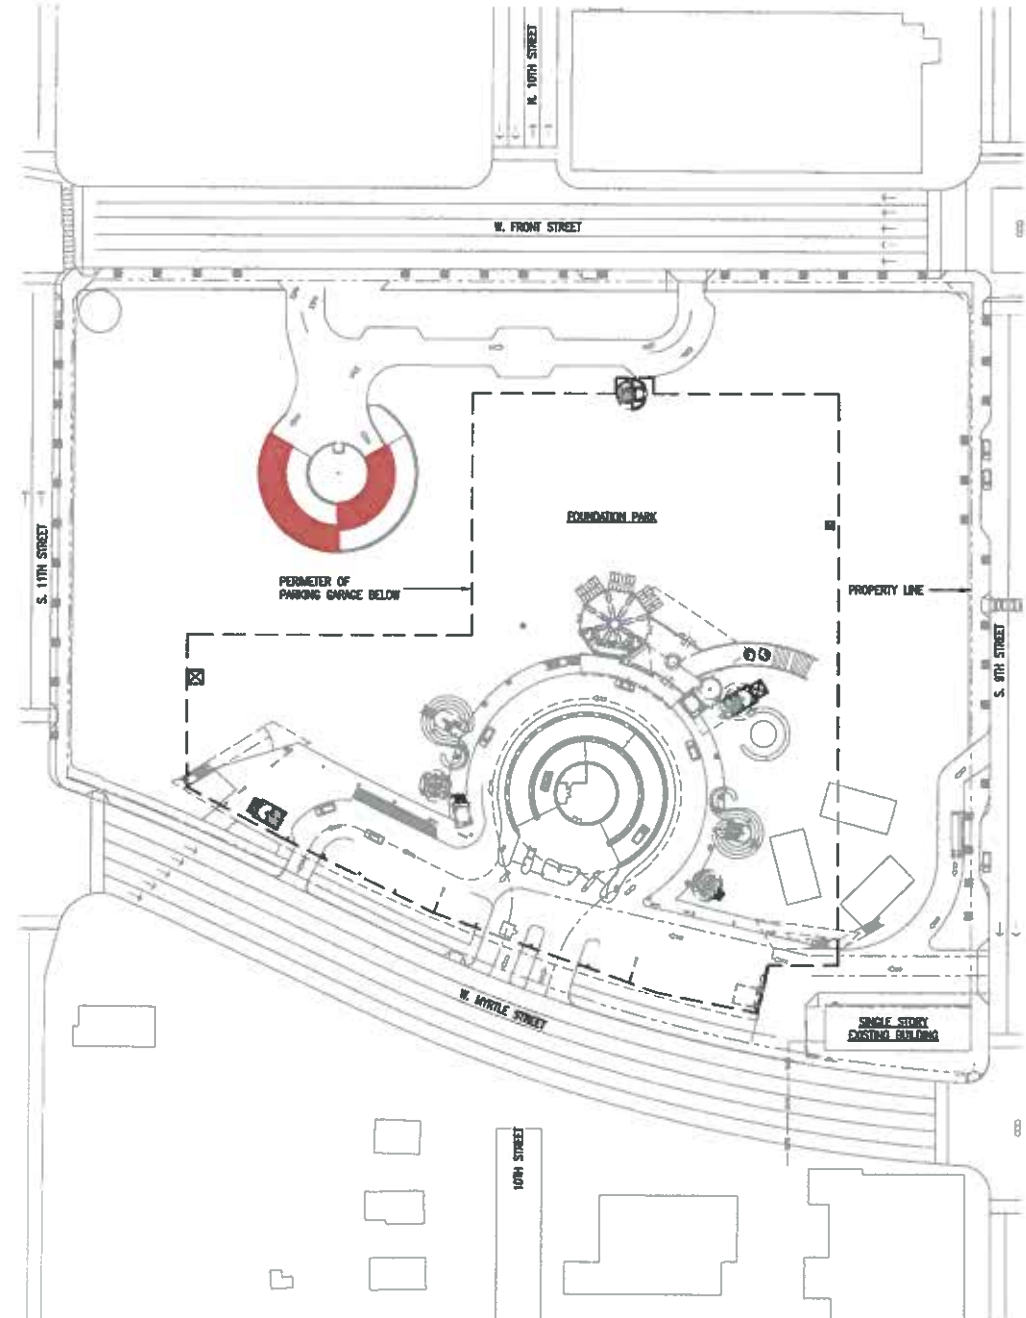 N. 10TH STREET
W. FRONT STREET
FOUNDATION PARK
S. 11TH STREET
PERIMETER OF
PARKING GARAGE BELOW
PROPERTY LINE
S. 9TH STREET
W. MYRTLE STREET
SINGLE STORY
EXISTING BUILDING
10TH STREET